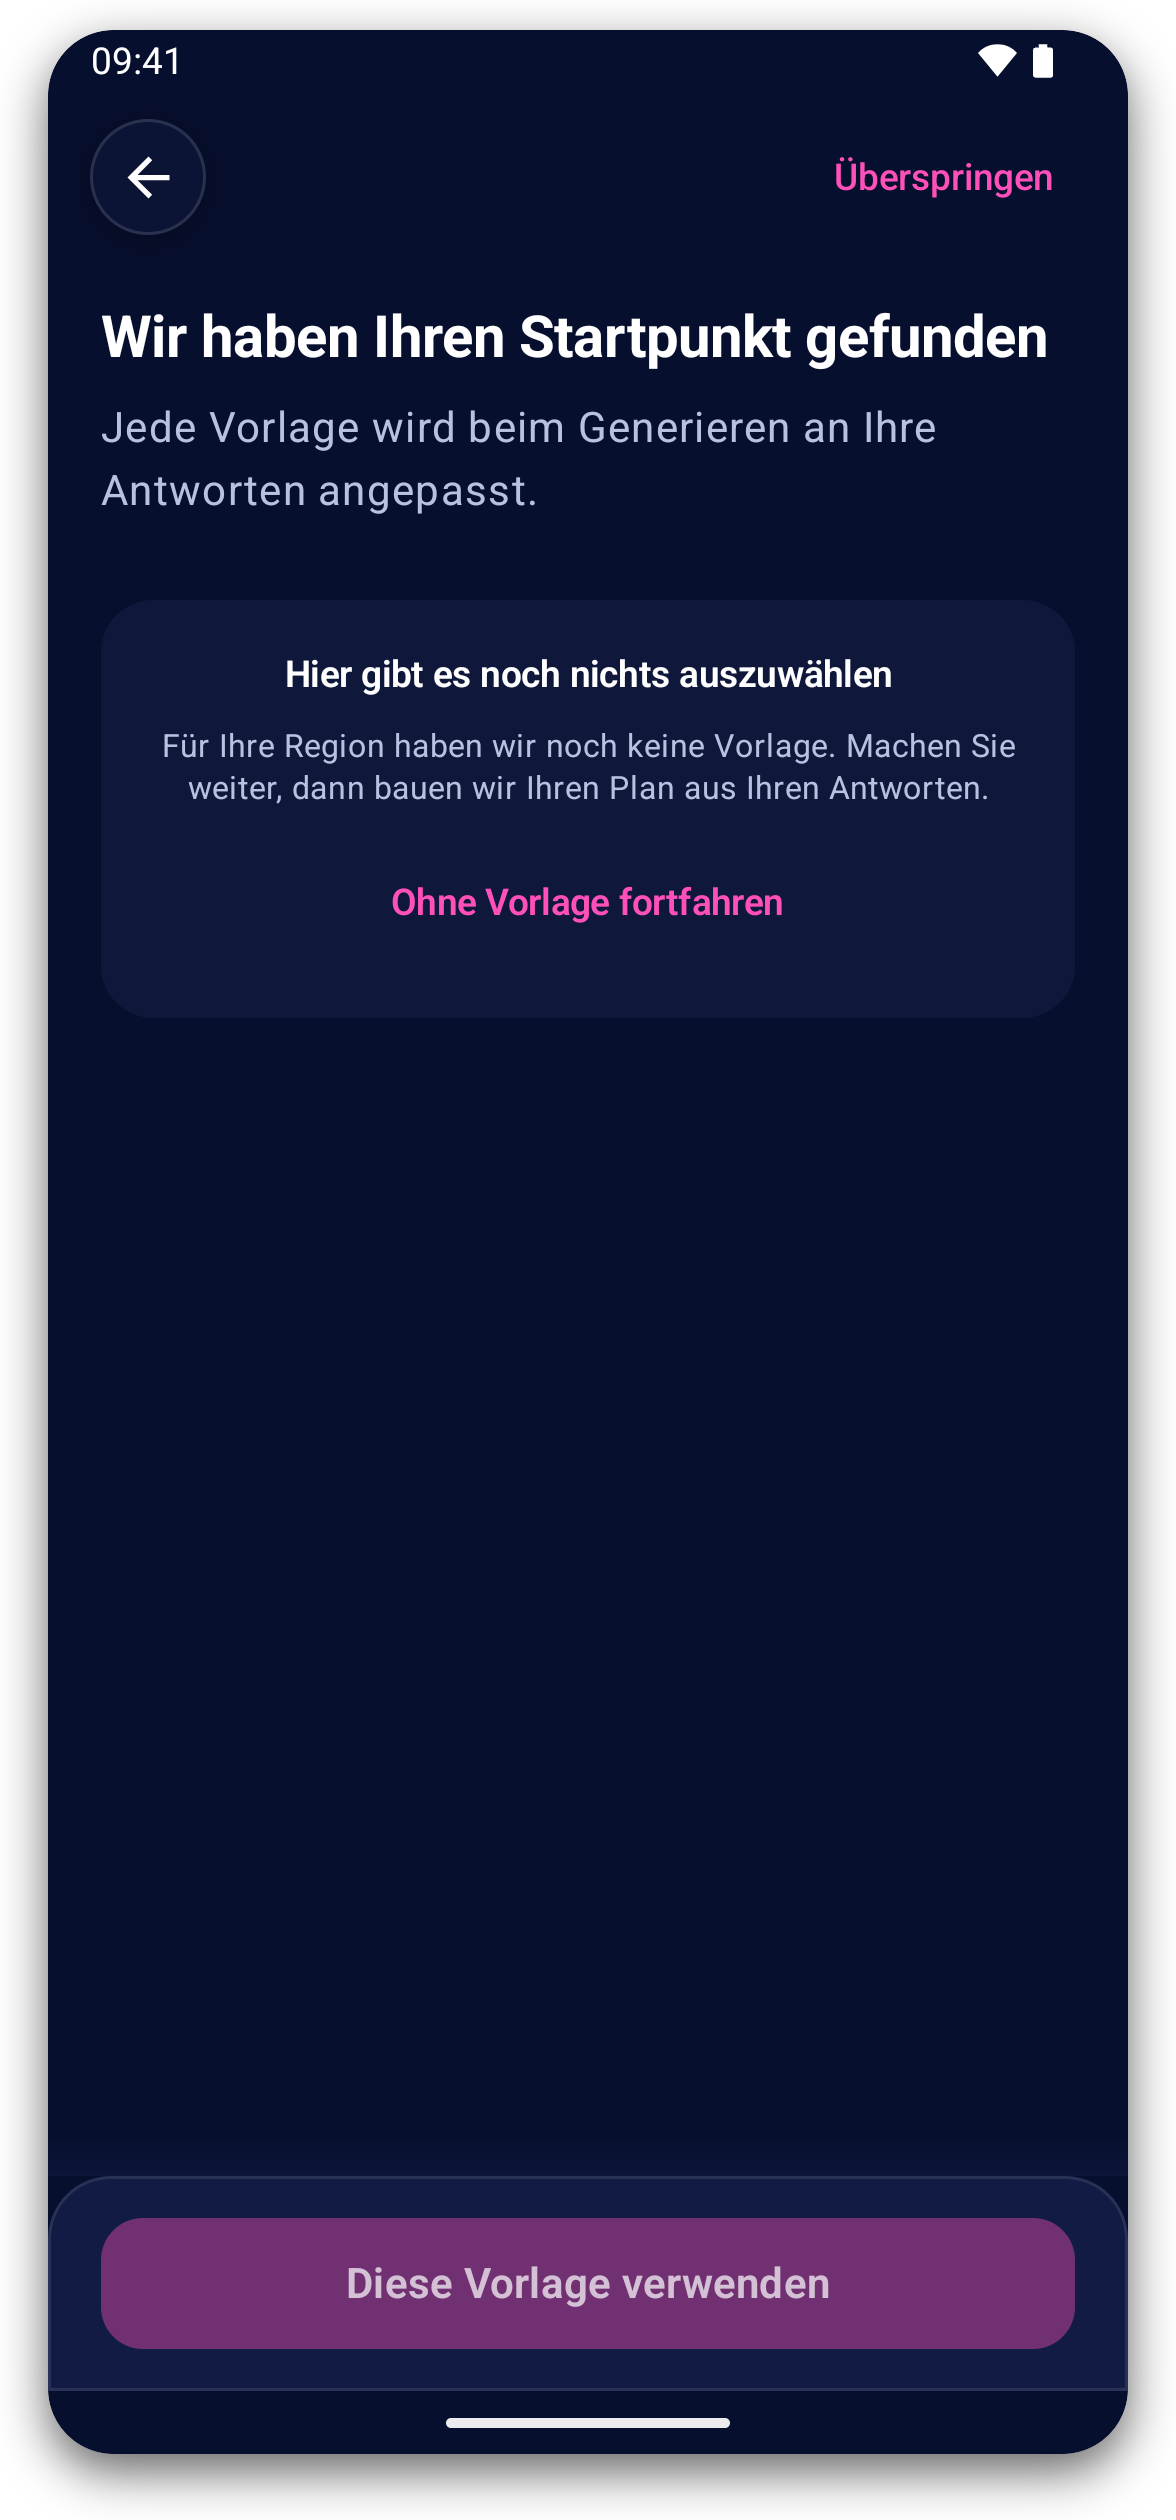 09:41
Überspringen
Wir haben Ihren Startpunkt gefunden
Jede Vorlage wird beim Generieren an Ihre
Antworten angepasst.
Hier gibt es noch nichts auszuwählen
Für Ihre Region haben wir noch keine Vorlage. Machen Sie
weiter, dann bauen wir Ihren Plan aus Ihren Antworten.
Ohne Vorlage fortfahren
Diese Vorlage verwenden